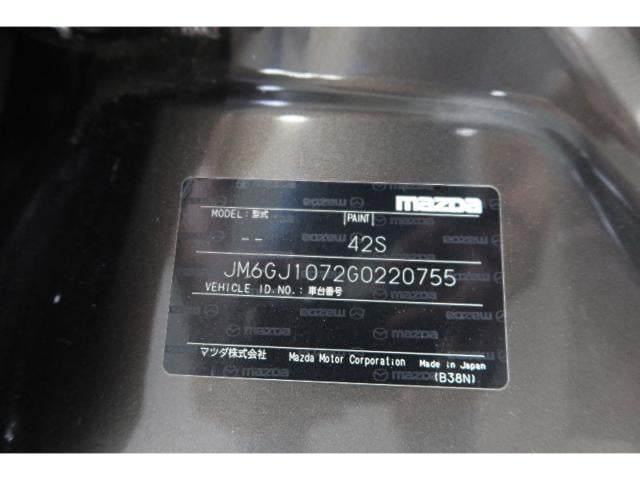 mazda
MODEL: 型式 PAINT
-- 42S
JM6GJ1072G0220755
VEHICLE ID.NO.: 車台番号
マツダ株式会社 Mazda Motor Corporation Made in Japan
(B38N)